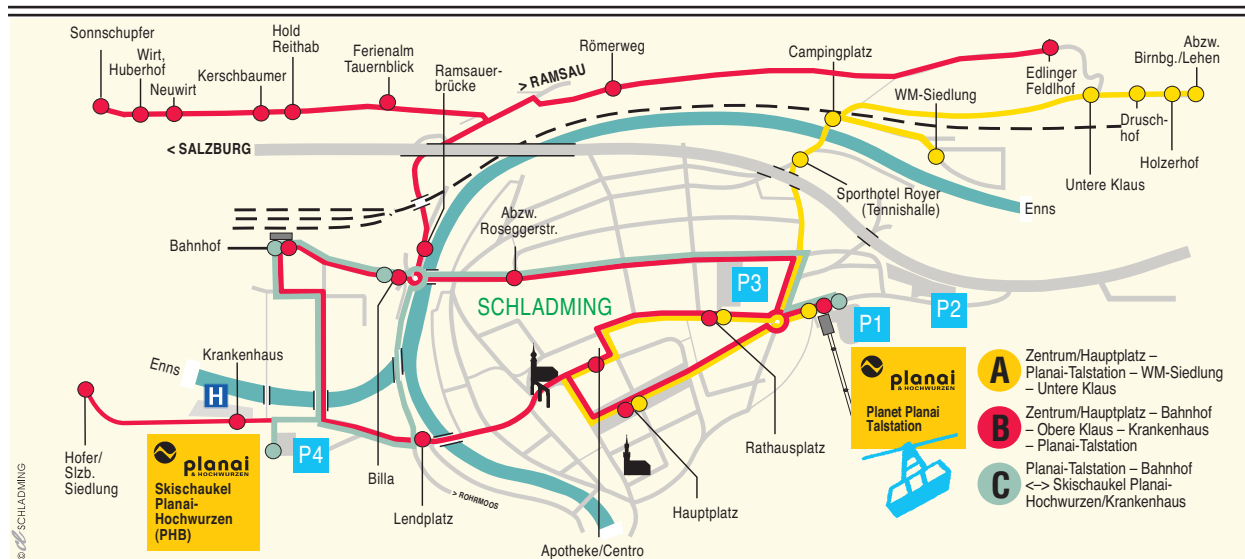 Sonnschupfer
Wirt,
Huberhof
Neuwirt
Kerschbaumer
Hold
Reithab
Ferienalm
Tauernblick
Ramsauer-
brücke
> RAMSAU
Römerweg
Campingplatz
WM-Siedlung
Edlinger
Feldhof
Abzw.
Birnbg./Lehen
Drusch-
hof
Holzerhof
Untere Klaus
< SALZBURG
Sporthotel Royer
(Tennishalle)
Enns
Bahnhof
Abzw.
Roseggerstr.
P3
SCHLADMING
P2
P1
Enns
Krankenhaus
H
Hofer/
Slzb.
Siedlung
planai
& HOCHWURZEN
Skischaukel
Planai-
Hochwurzen
(PHB)
P4
Billa
> ROHRMOOS
Lendplatz
Apotheke/Centro
Hauptplatz
Rathausplatz
planai
& HOCHWURZEN
Planet Planai
Talstation
A
Zentrum/Hauptplatz –
Planai-Talstation – WM-Siedlung
– Untere Klaus
B
Zentrum/Hauptplatz – Bahnhof
– Obere Klaus – Krankenhaus
– Planai-Talstation
C
Planai-Talstation – Bahnhof
<–> Skischaukel Planai-
Hochwurzen/Krankenhaus
SCHLADMING